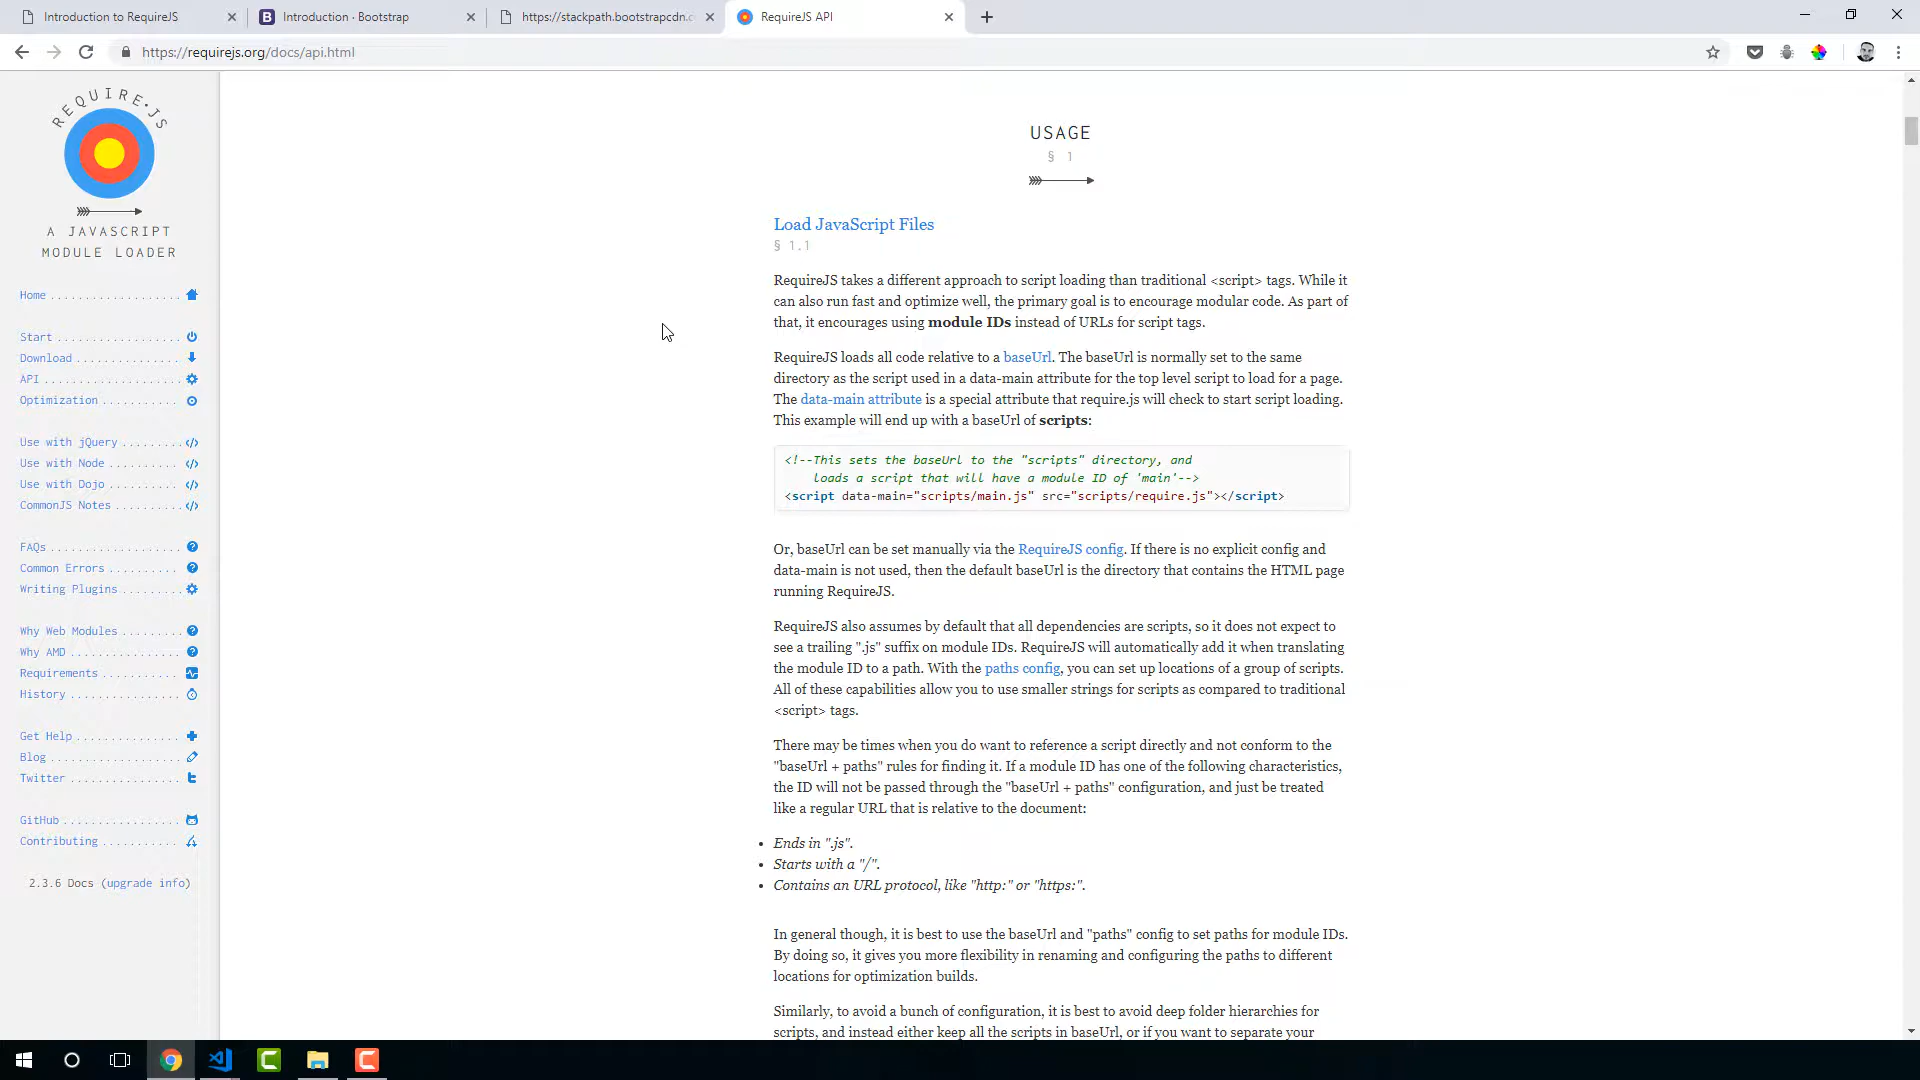 Introduction to RequireJS
Introduction · Bootstrap
https://stackpath.bootstrapcdn.c
RequireJS API
https://requirejs.org/docs/api.html
REQUIRE.JS
A JAVASCRIPT
MODULE LOADER
Home
Start
Download
API
Optimization
Use with jQuery
Use with Node
Use with Dojo
CommonJS Notes
FAQs
Common Errors
Writing Plugins
Why Web Modules
Why AMD
Requirements
History
Get Help
Blog
Twitter
GitHub
Contributing
2.3.6 Docs (upgrade info)
USAGE
§ 1
Load JavaScript Files
§ 1.1
RequireJS takes a different approach to script loading than traditional <script> tags. While it
can also run fast and optimize well, the primary goal is to encourage modular code. As part of
that, it encourages using module IDs instead of URLs for script tags.
RequireJS loads all code relative to a baseUrl. The baseUrl is normally set to the same
directory as the script used in a data-main attribute for the top level script to load for a page.
The data-main attribute is a special attribute that require.js will check to start script loading.
This example will end up with a baseUrl of scripts:
<!--This sets the baseUrl to the "scripts" directory, and
loads a script that will have a module ID of 'main'-->
<script data-main="scripts/main.js" src="scripts/require.js"></script>
Or, baseUrl can be set manually via the RequireJS config. If there is no explicit config and
data-main is not used, then the default baseUrl is the directory that contains the HTML page
running RequireJS.
RequireJS also assumes by default that all dependencies are scripts, so it does not expect to
see a trailing ".js" suffix on module IDs. RequireJS will automatically add it when translating
the module ID to a path. With the paths config, you can set up locations of a group of scripts.
All of these capabilities allow you to use smaller strings for scripts as compared to traditional
<script> tags.
There may be times when you do want to reference a script directly and not conform to the
"baseUrl + paths" rules for finding it. If a module ID has one of the following characteristics,
the ID will not be passed through the "baseUrl + paths" configuration, and just be treated
like a regular URL that is relative to the document:
• Ends in ".js".
• Starts with a "/".
• Contains an URL protocol, like "http:" or "https:".
In general though, it is best to use the baseUrl and "paths" config to set paths for module IDs.
By doing so, it gives you more flexibility in renaming and configuring the paths to different
locations for optimization builds.
Similarly, to avoid a bunch of configuration, it is best to avoid deep folder hierarchies for
scripts, and instead either keep all the scripts in baseUrl, or if you want to separate your